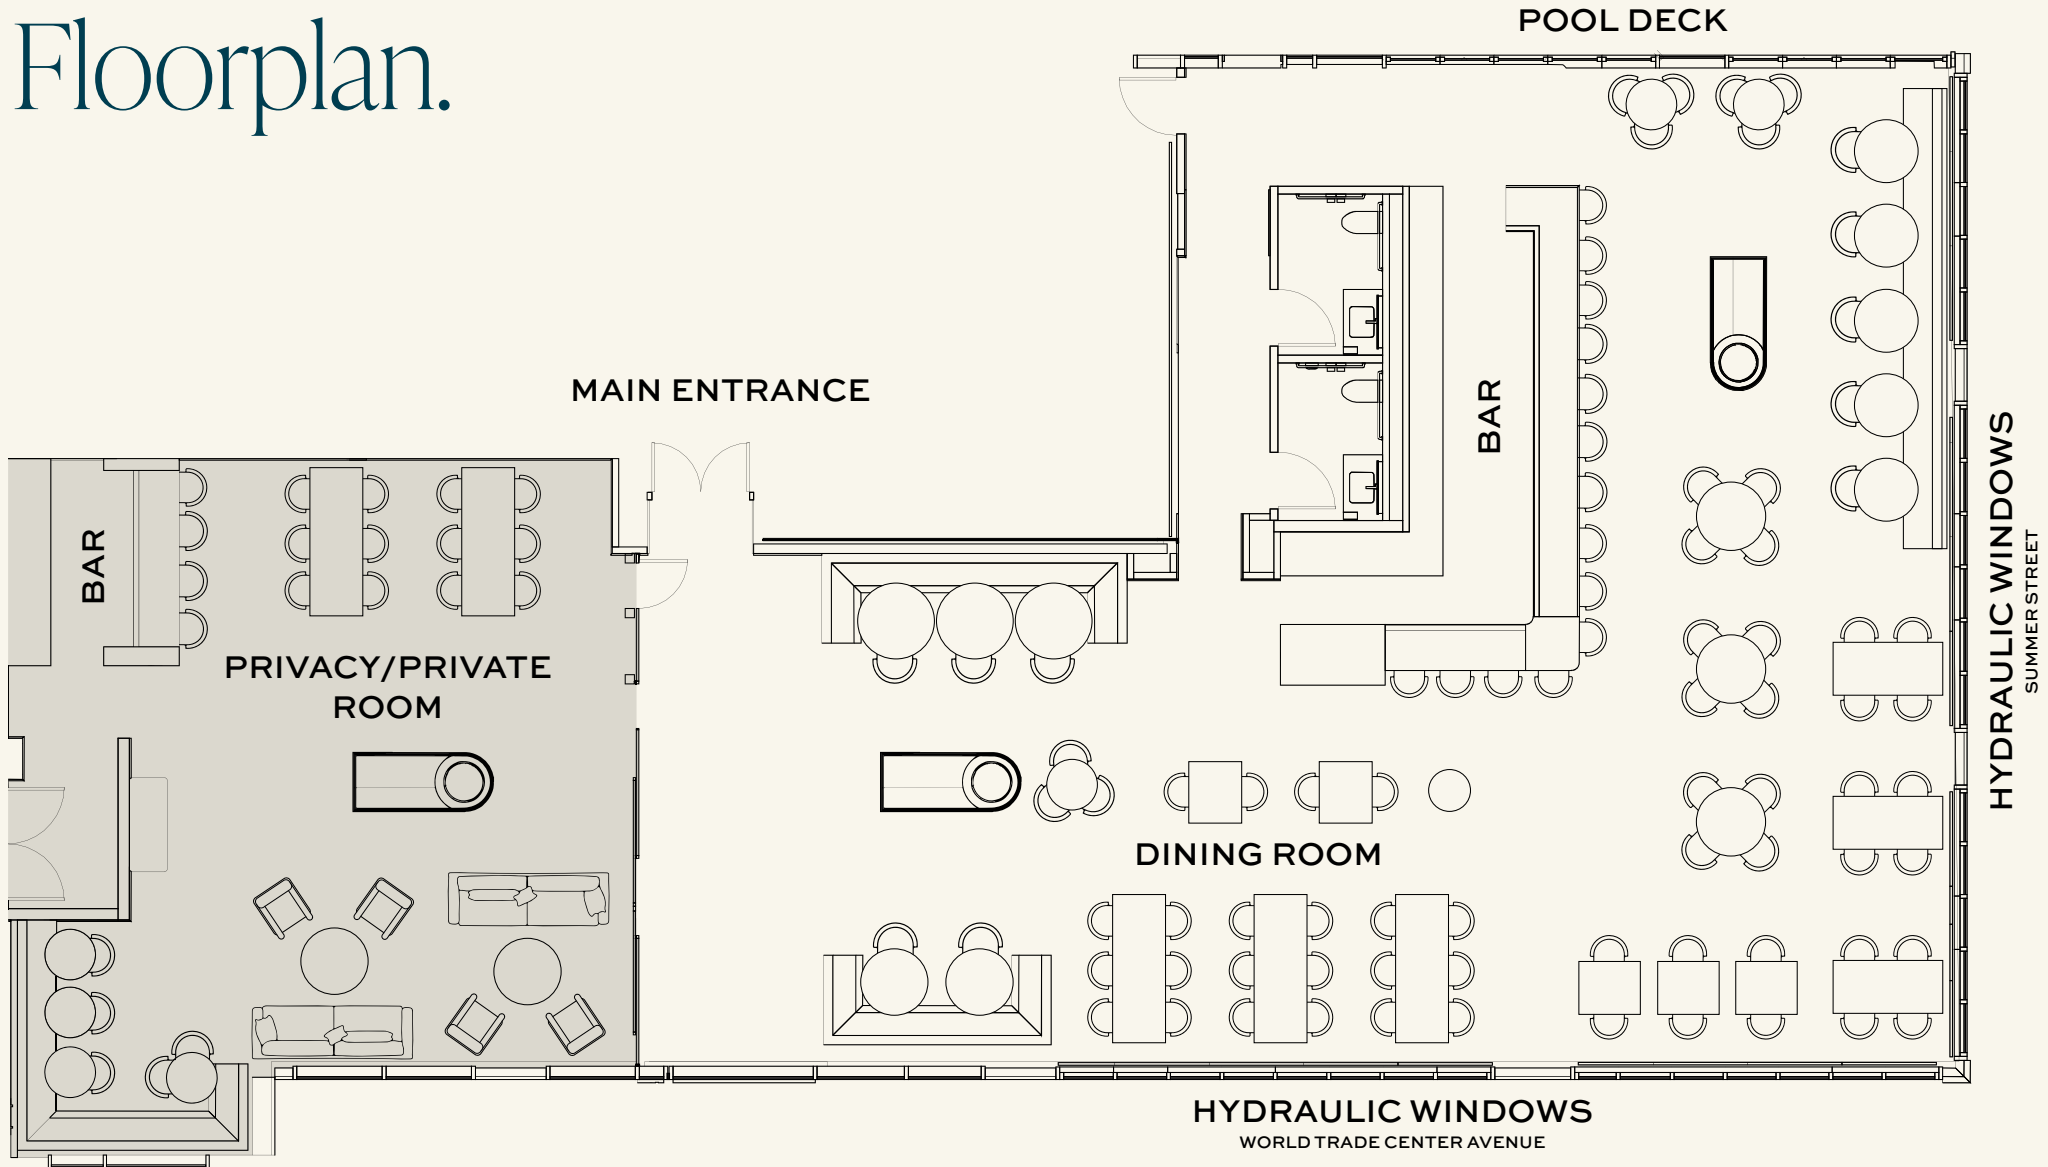 Floorplan.
POOL DECK
MAIN ENTRANCE
BAR
BAR
PRIVACY/PRIVATE
ROOM
DINING ROOM
HYDRAULIC WINDOWS
SUMMER STREET
HYDRAULIC WINDOWS
WORLD TRADE CENTER AVENUE